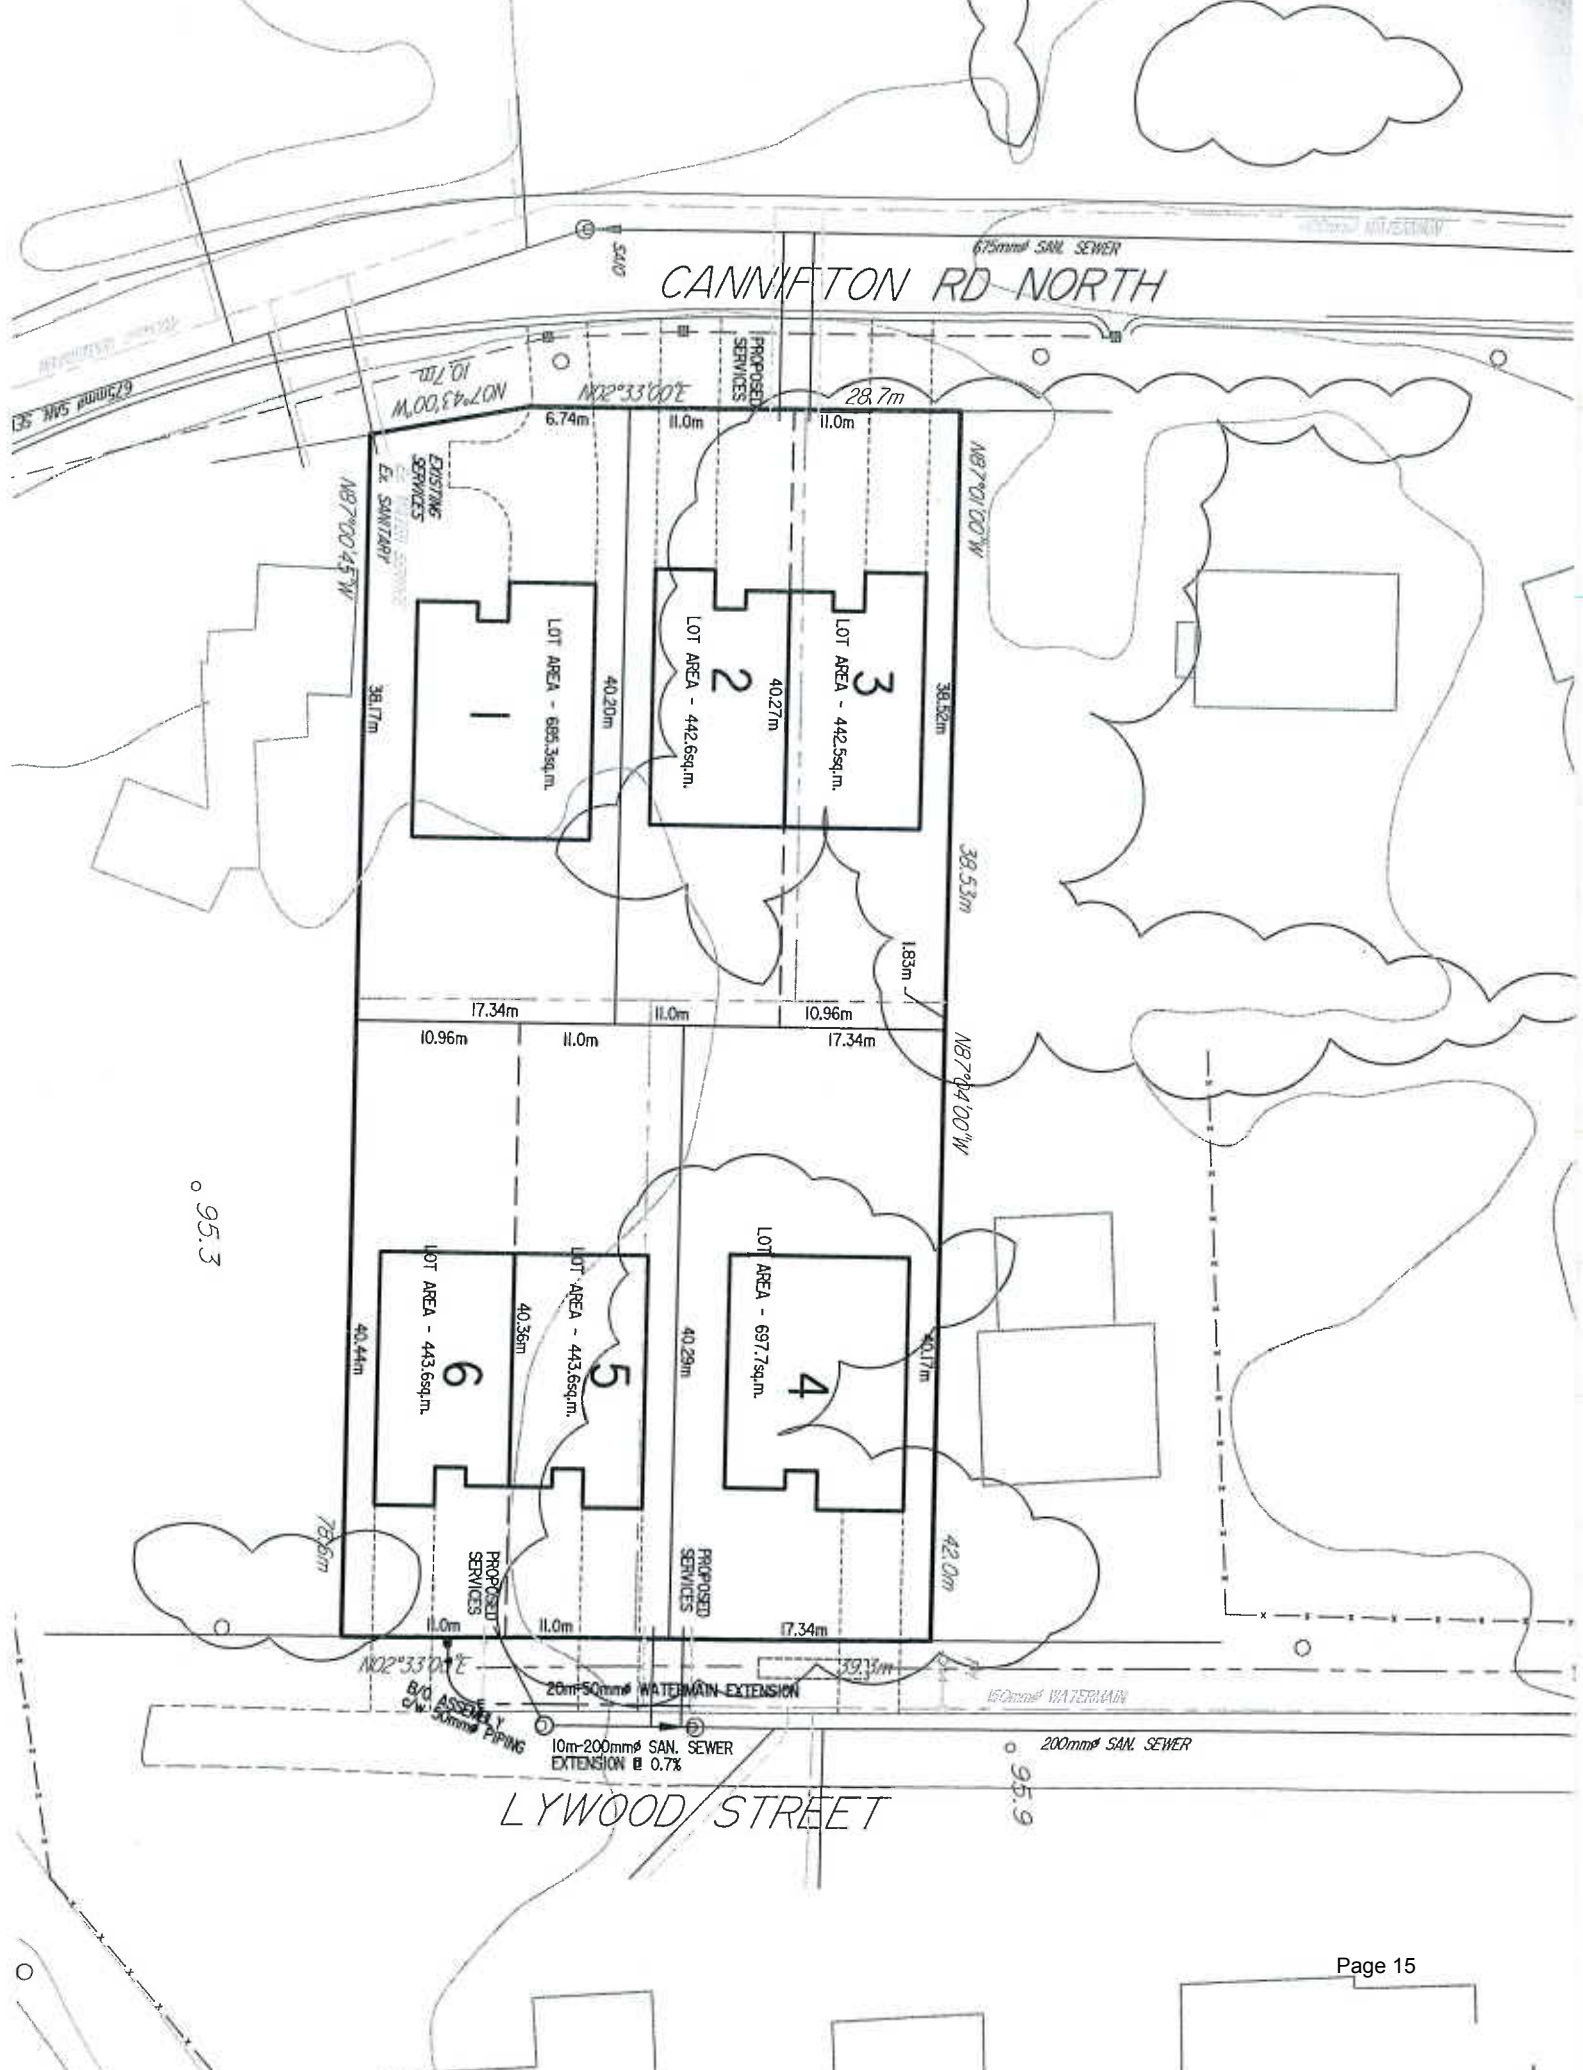 675mmø SAN. SEWER
SA10
CANNIFTON RD NORTH
675mmø SAN. SE
10.7m
N07°43'00"W
N02°33'00"E
PROPOSED
SERVICES
28.7m
6.74m
11.0m
11.0m
EXISTING
SERVICES
Ex. SANITARY
N87°00'45"W
N87°01'00"W
LOT AREA - 685.3sq.m.
1
LOT AREA - 442.6sq.m.
2
LOT AREA - 442.5sq.m.
3
38.17m
40.20m
40.27m
38.52m
38.53m
1.83m
17.34m
11.0m
10.96m
10.96m
11.0m
17.34m
N87°04'00"W
95.3
LOT AREA - 443.6sq.m.
6
LOT AREA - 443.6sq.m.
5
LOT AREA - 697.7sq.m.
4
40.44m
40.36m
40.29m
40.17m
78.6m
42.0m
PROPOSED
SERVICES
PROPOSED
SERVICES
11.0m
11.0m
17.34m
N02°33'00"E
39.3m
20m-50mmø WATERMAIN EXTENSION
150mmø WATERMAIN
B/O ASSEMBLY
c/w 50mmø PIPING
10m-200mmø SAN. SEWER
EXTENSION @ 0.7%
200mmø SAN. SEWER
95.9
LYWOOD STREET
Page 15